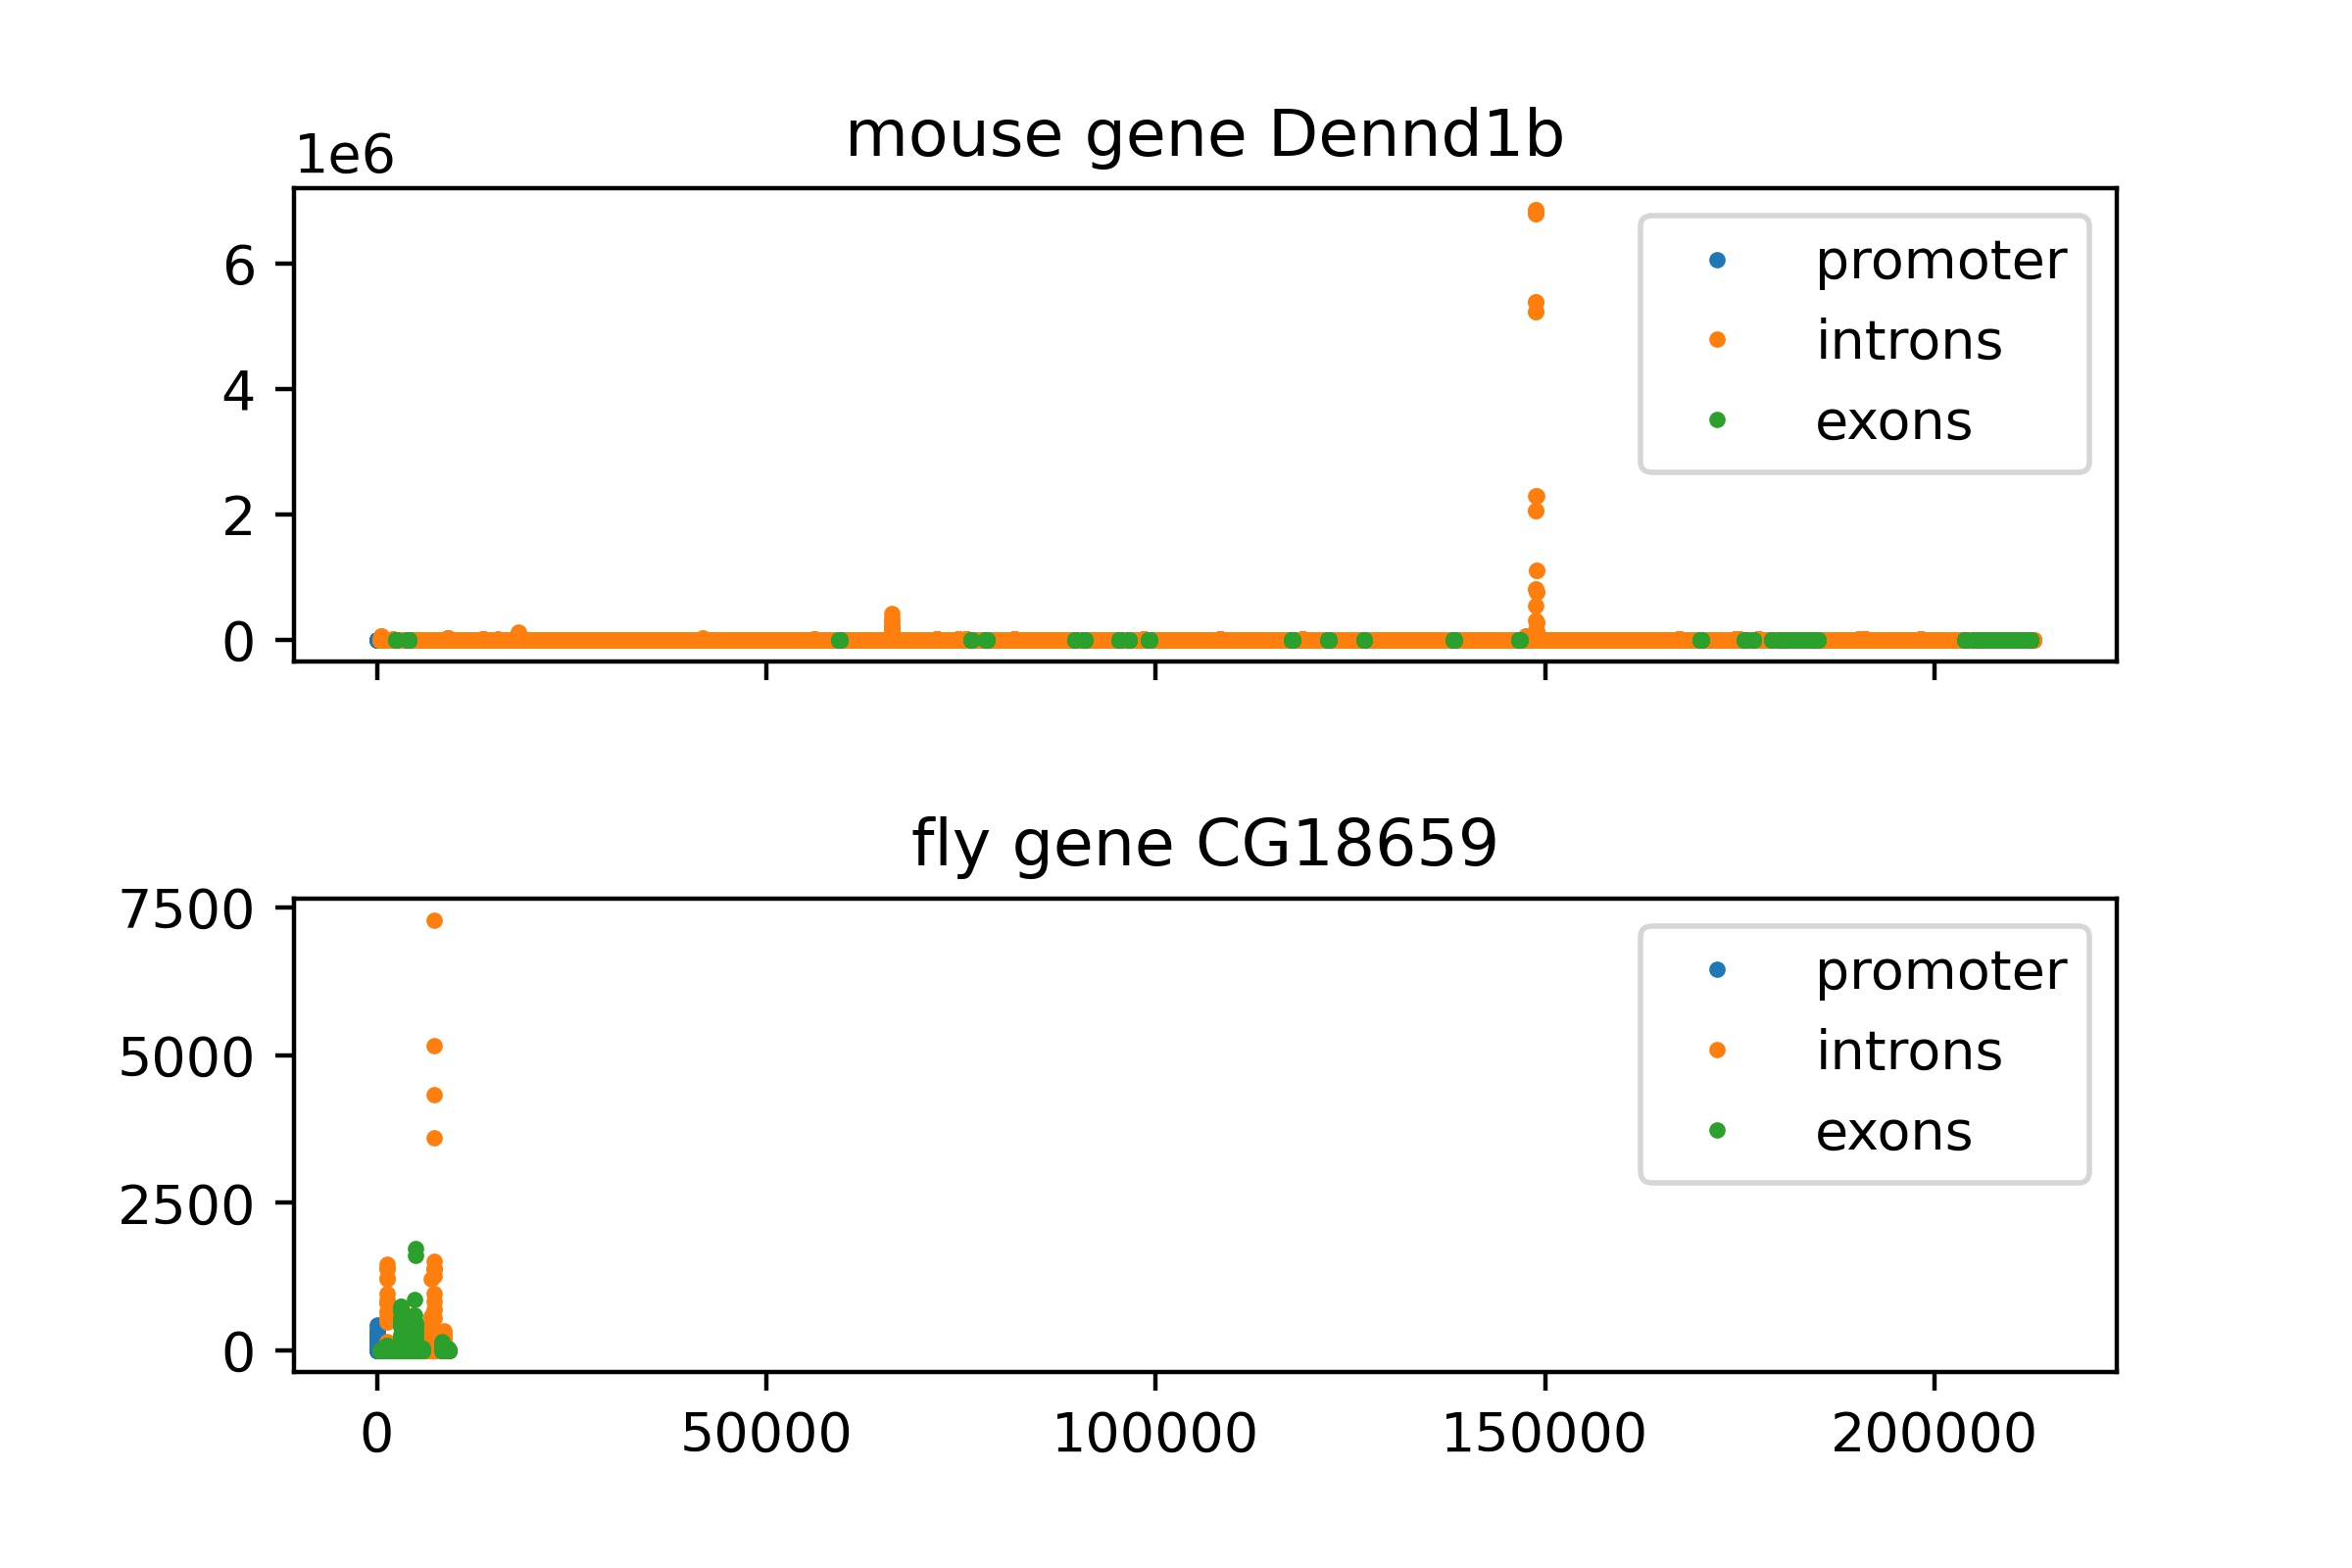 mouse gene Dennd1b
1e6
6
4
2
0
promoter
introns
exons
fly gene CG18659
7500
5000
2500
0
promoter
introns
exons
0 50000 100000 150000 200000